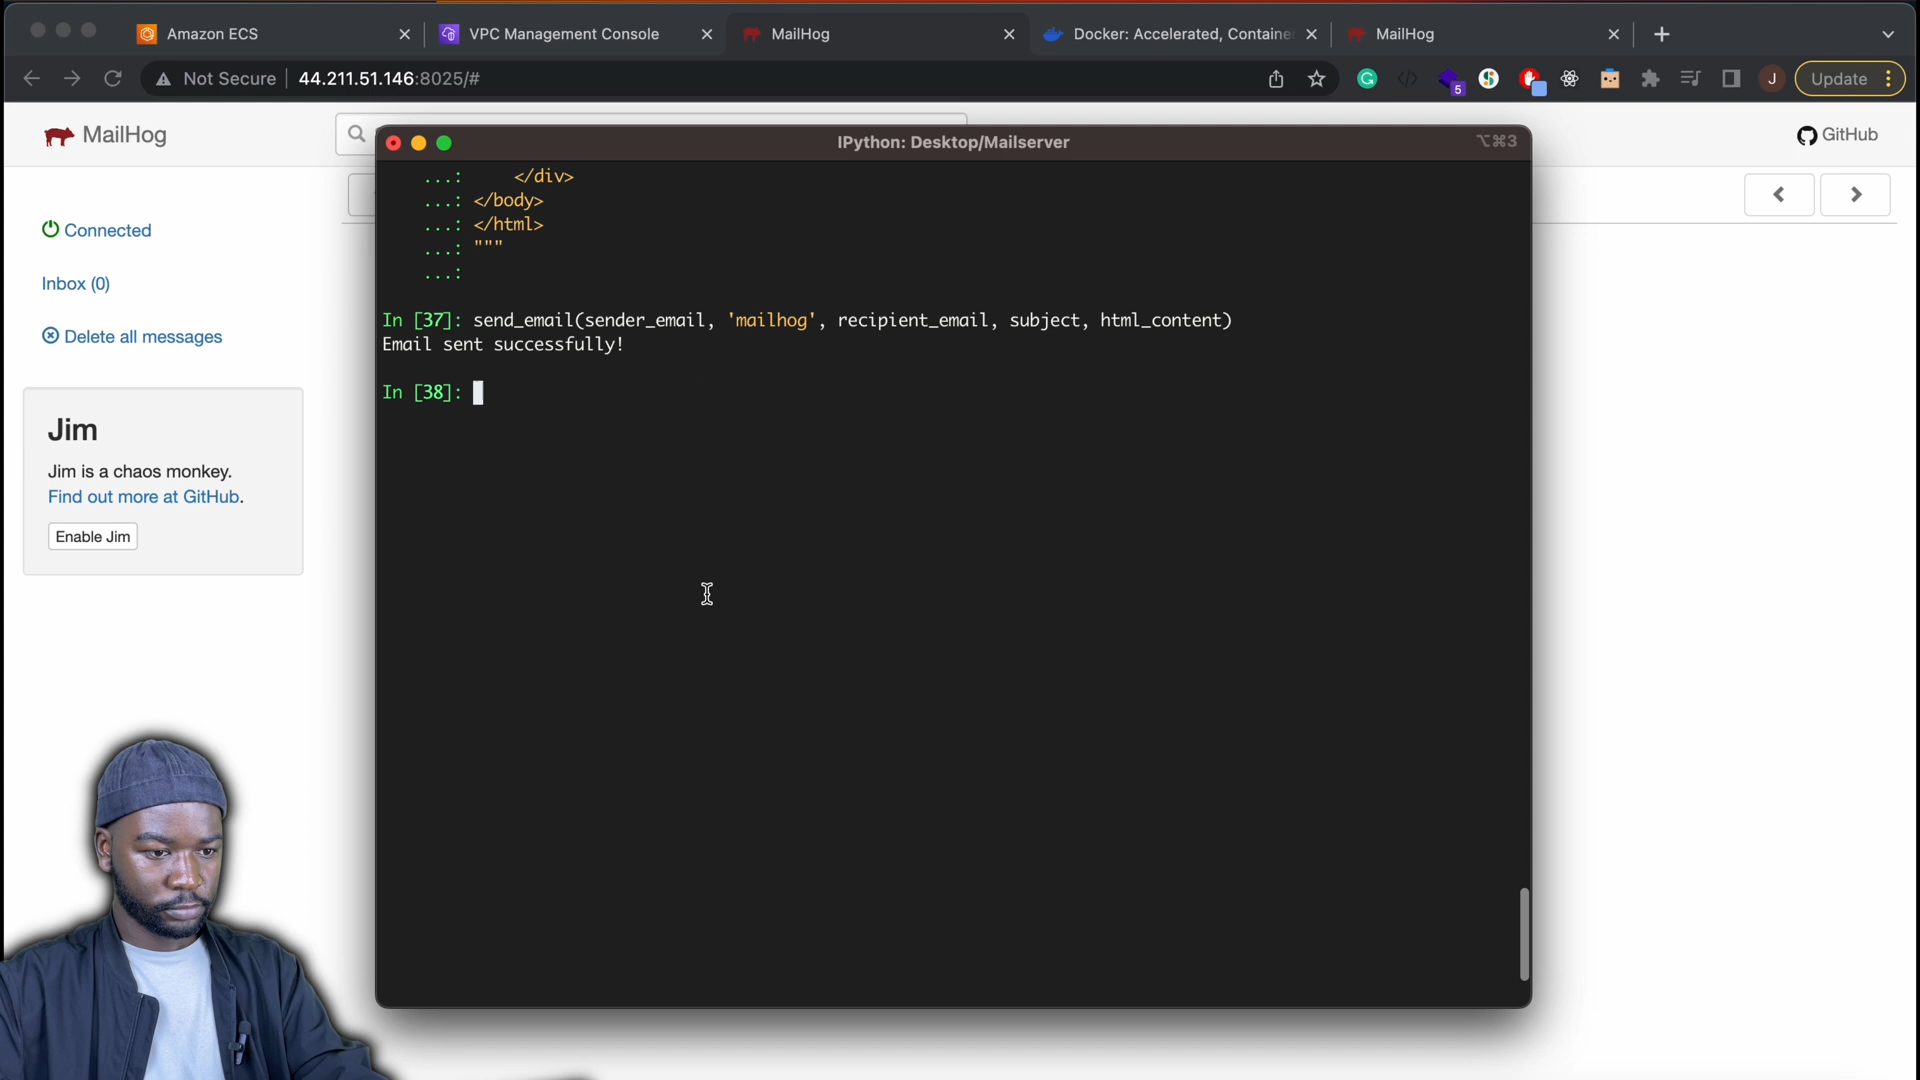 Amazon ECS
VPC Management Console
MailHog
Docker: Accelerated, Containe
MailHog
Not Secure
44.211.51.146:8025/#
5
J
Update
MailHog
GitHub
IPython: Desktop/Mailserver
⌥⌘3
Connected
Inbox (0)
Delete all messages
Jim
Jim is a chaos monkey.
Find out more at GitHub.
Enable Jim
...:     </div>
...: </body>
...: </html>
...: """
...:
In [37]: send_email(sender_email, 'mailhog', recipient_email, subject, html_content)
Email sent successfully!
In [38]: